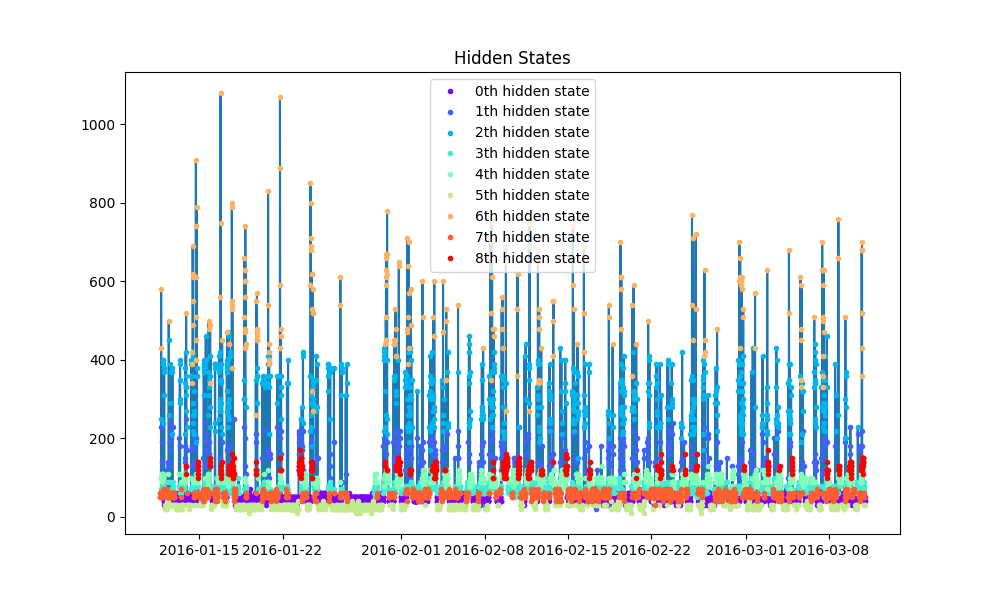 Hidden States
0th hidden state
1th hidden state
2th hidden state
3th hidden state
4th hidden state
5th hidden state
6th hidden state
7th hidden state
8th hidden state
1000
800
600
400
200
0
2016-01-15 2016-01-22 2016-02-01 2016-02-08 2016-02-15 2016-02-22 2016-03-01 2016-03-08